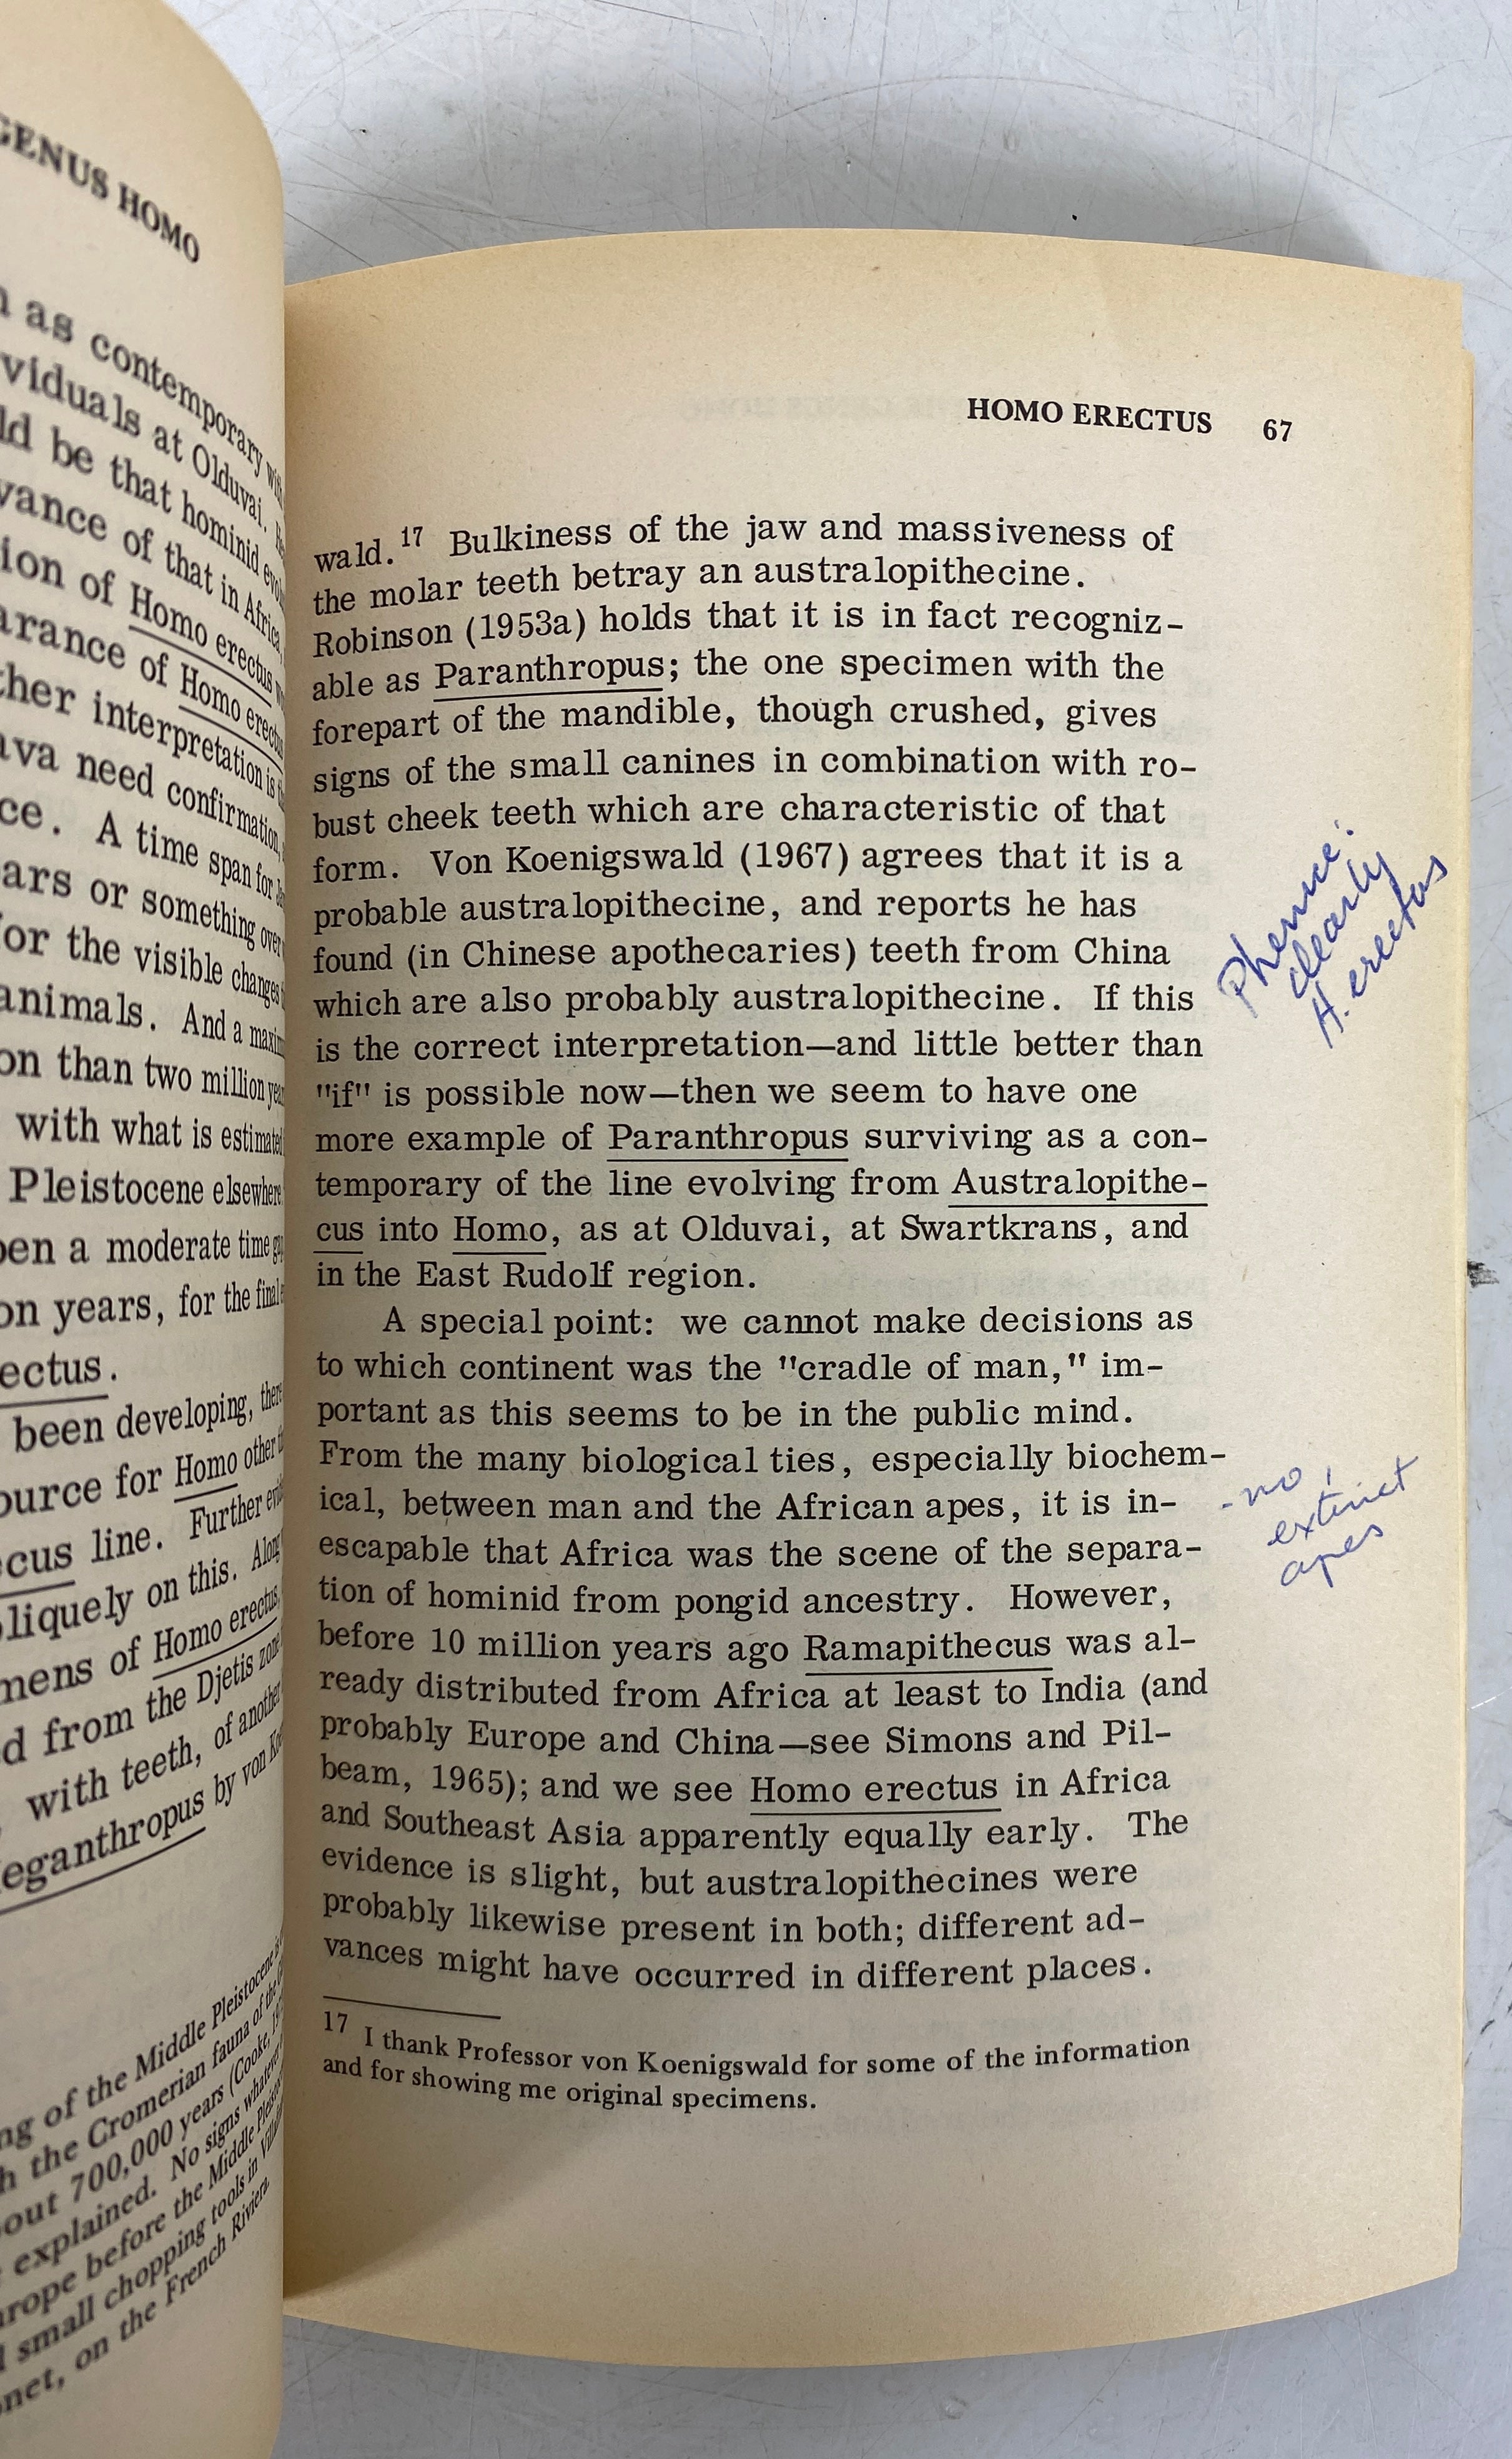 GENUS HOMO
as contemporary
viduals at Olduvai.
be that hominid
vance of that in Africa,
ion of Homo erectus
arance of Homo erectus
ther interpretation is
ava need confirmation,
ce. A time span for
ars or something over
for the visible changes
animals. And a
on than two million
with what is estimated
Pleistocene elsewhere
a moderate time
on years, for the final
ectus.
been developing,
ource for Homo other
cus line. Further
liquely on this.
mens of Homo erectus,
d from the Djetis zone
with teeth, of another
eganthropus by von
ng of the Middle Pleistocene
h the Cromerian fauna of the
out 700,000 years (Cooke,
explained. No signs whatever
urope before the Middle
small chopping tools in
onet, on the French Riviera
HOMO ERECTUS 67
wald.17 Bulkiness of the jaw and massiveness of
the molar teeth betray an australopithecine.
Robinson (1953a) holds that it is in fact recogniz-
able as Paranthropus; the one specimen with the
forepart of the mandible, though crushed, gives
signs of the small canines in combination with ro-
bust cheek teeth which are characteristic of that
form. Von Koenigswald (1967) agrees that it is a
probable australopithecine, and reports he has
found (in Chinese apothecaries) teeth from China
which are also probably australopithecine. If this
is the correct interpretation—and little better than
"if" is possible now—then we seem to have one
more example of Paranthropus surviving as a con-
temporary of the line evolving from Australopithe-
cus into Homo, as at Olduvai, at Swartkrans, and
in the East Rudolf region.
A special point: we cannot make decisions as
to which continent was the "cradle of man," im-
portant as this seems to be in the public mind.
From the many biological ties, especially biochem-
ical, between man and the African apes, it is in-
escapable that Africa was the scene of the separa-
tion of hominid from pongid ancestry. However,
before 10 million years ago Ramapithecus was al-
ready distributed from Africa at least to India (and
probably Europe and China—see Simons and Pil-
beam, 1965); and we see Homo erectus in Africa
and Southeast Asia apparently equally early. The
evidence is slight, but australopithecines were
probably likewise present in both; different ad-
vances might have occurred in different places.
17 I thank Professor von Koenigswald for some of the information
and for showing me original specimens.
Phenice:
clearly
H. erectus
- no,
extinct
apes